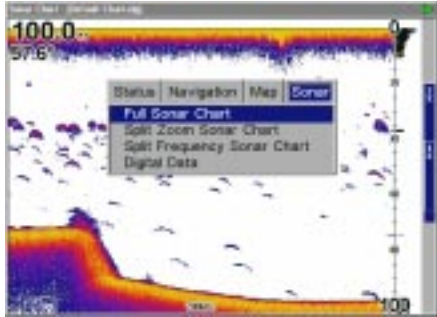 100.0
0
57.6°
Status Navigation Map Sonar
Full Sonar Chart
Split Zoom Sonar Chart
Split Frequency Sonar Chart
Digital Data
100